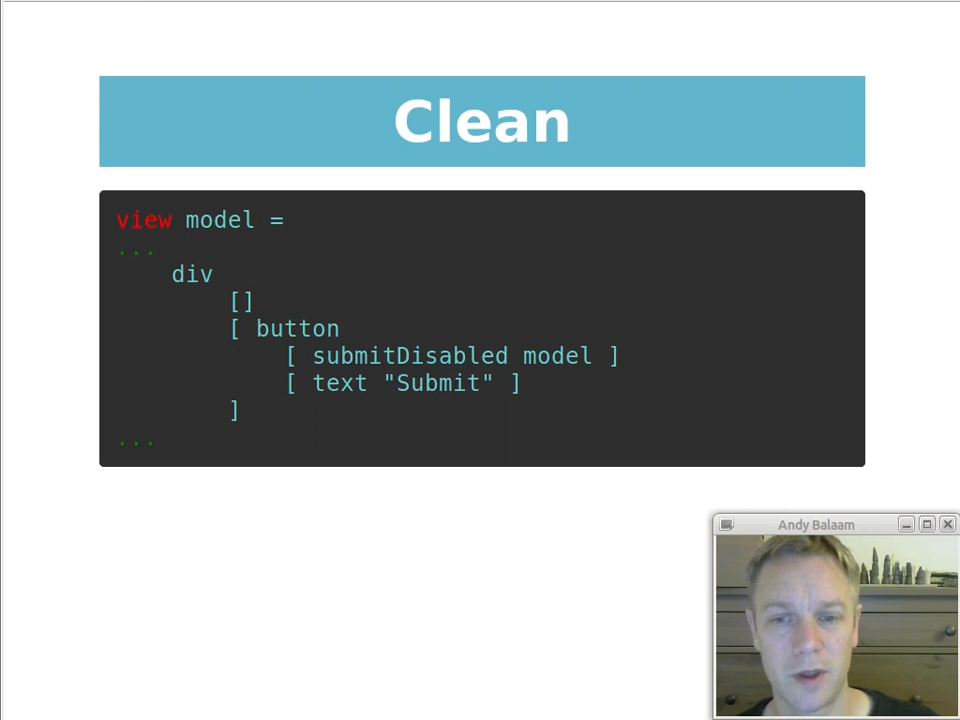 Clean
view model =
...
    div
        []
        [ button
            [ submitDisabled model ]
            [ text "Submit" ]
        ]
...
Andy Balaam